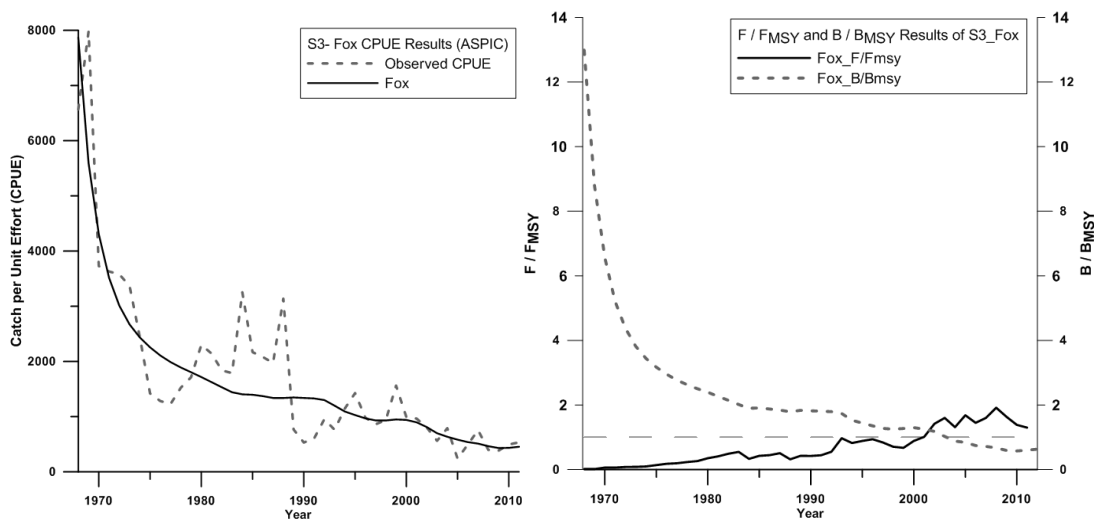 S3- Fox CPUE Results (ASPIC)
Observed CPUE
Fox
Catch per Unit Effort (CPUE)
8000
6000
4000
2000
0
1970
1980
1990
2000
2010
Year
F / FMSY and B / BMSY Results of S3_Fox
Fox_F/Fmsy
Fox_B/Bmsy
F / FMSY
14
12
10
8
6
4
2
0
B / BMSY
14
12
10
8
6
4
2
0
1970
1980
1990
2000
2010
Year